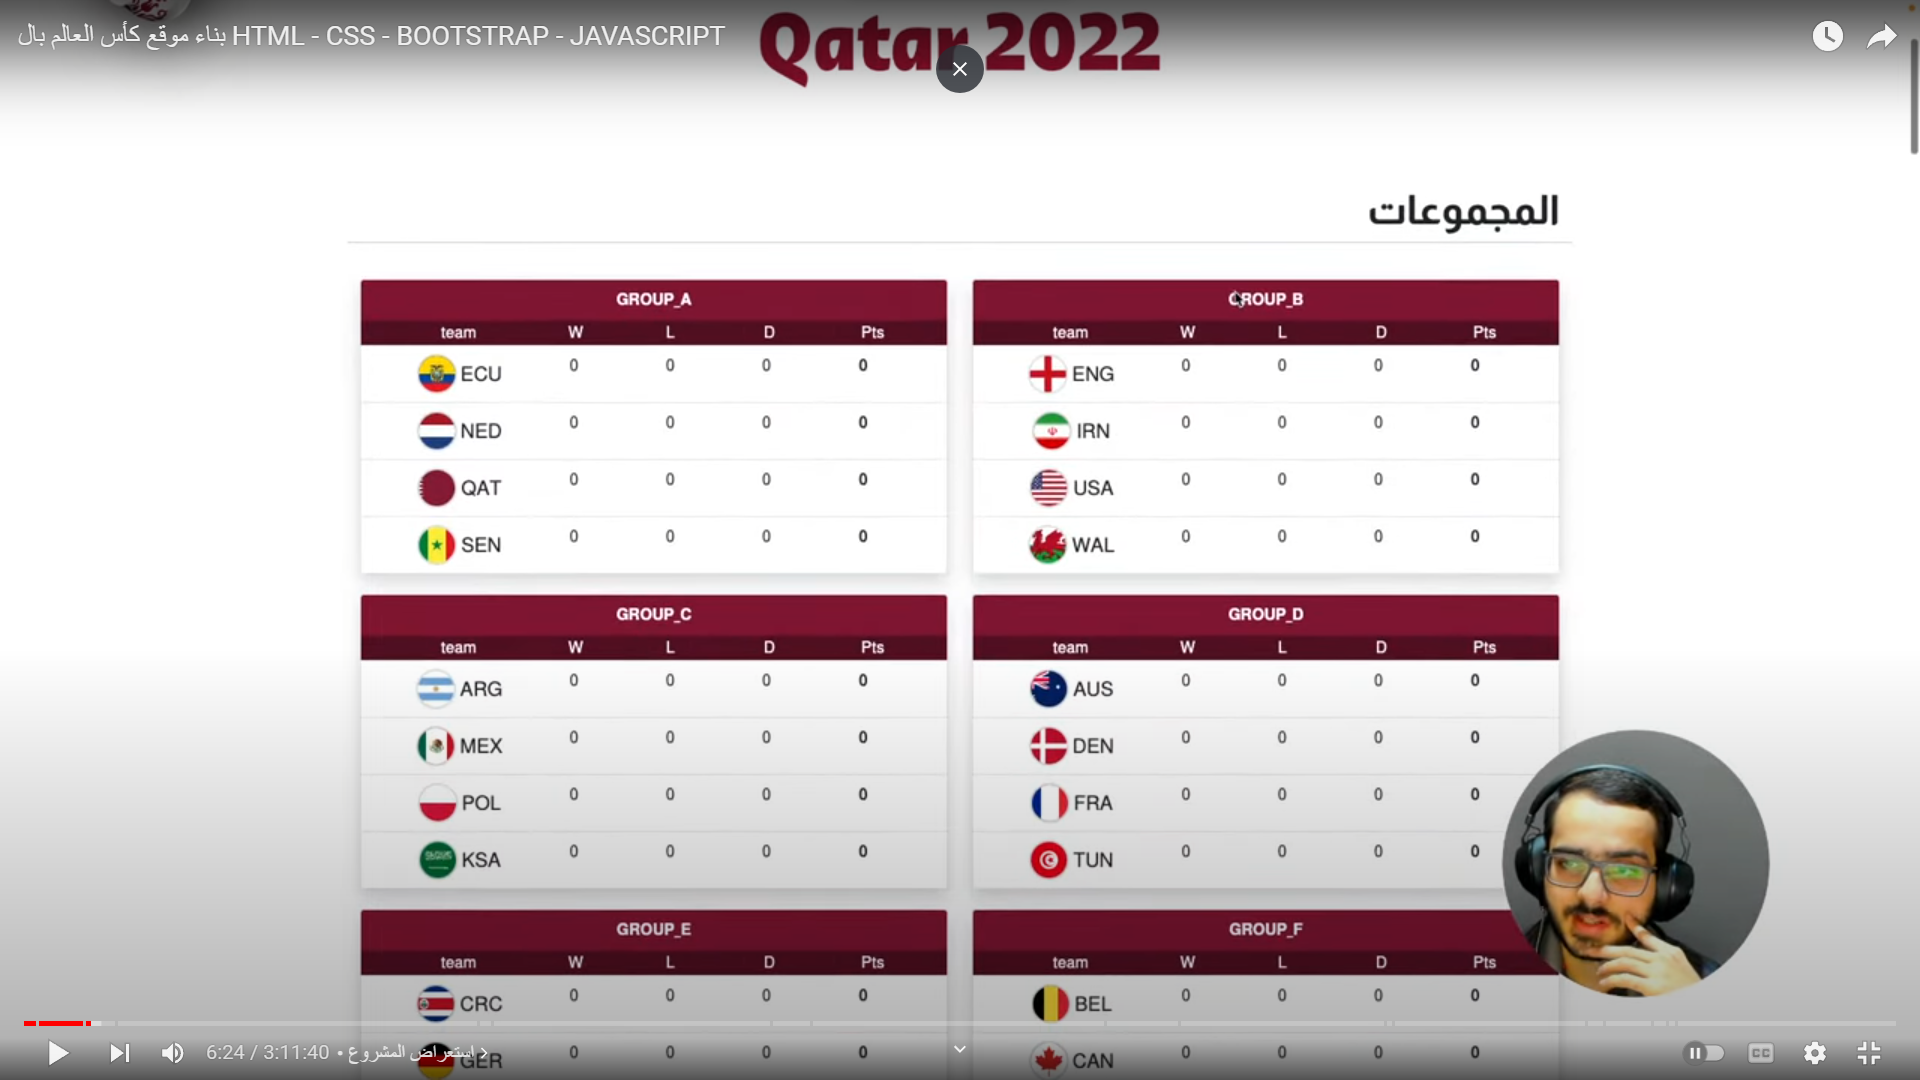 بناء موقع كأس العالم بال HTML - CSS - BOOTSTRAP - JAVASCRIPT
Qatar 2022
المجموعات
GROUP_A
team W L D Pts
ECU 0 0 0 0
NED 0 0 0 0
QAT 0 0 0 0
SEN 0 0 0 0
GROUP_B
team W L D Pts
ENG 0 0 0 0
IRN 0 0 0 0
USA 0 0 0 0
WAL 0 0 0 0
GROUP_C
team W L D Pts
ARG 0 0 0 0
MEX 0 0 0 0
POL 0 0 0 0
KSA 0 0 0 0
GROUP_D
team W L D Pts
AUS 0 0 0 0
DEN 0 0 0 0
FRA 0 0 0 0
TUN 0 0 0 0
GROUP_E
team W L D Pts
CRC 0 0 0 0
GER 0 0 0 0
GROUP_F
team W L D Pts
BEL 0 0 0 0
CAN 0 0 0 0
6:24 / 3:11:40 • استعراض المشروع
CC